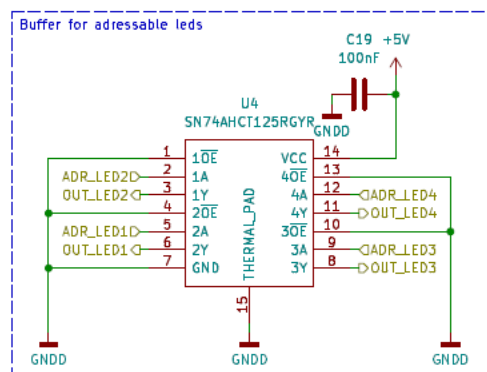 Buffer for adressable leds
C19 +5V
100nF
GNDD
U4
SN74AHCT125RGYR
1 1OE VCC 14
ADR_LED2 2 1A 4OE 13
OUT_LED2 3 1Y 4A 12 ADR_LED4
4 2OE 4Y 11 OUT_LED4
ADR_LED1 5 2A 3OE 10
OUT_LED1 6 2Y 3A 9 ADR_LED3
7 GND 3Y 8 OUT_LED3
THERMAL_PAD
15
GNDD GNDD GNDD